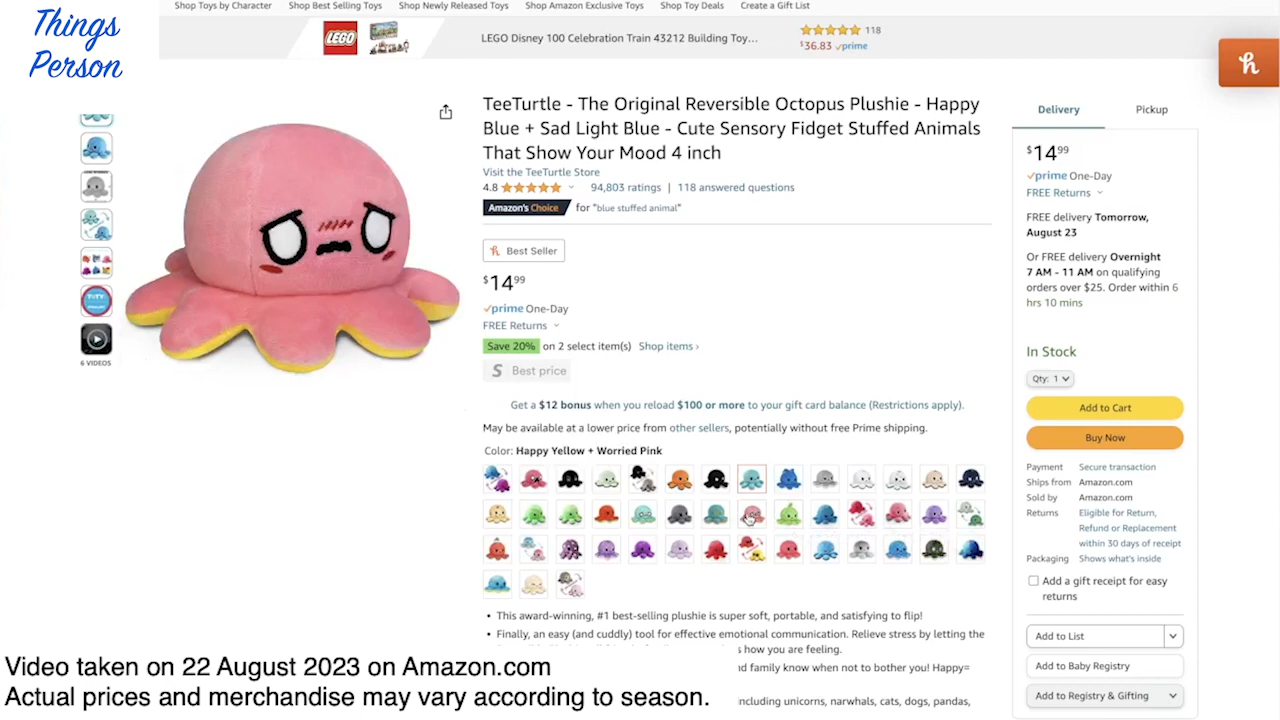 Things
Person
Shop Toys by Character
Shop Best Selling Toys
Shop Newly Released Toys
Shop Amazon Exclusive Toys
Shop Toy Deals
Create a Gift List
LEGO
LEGO Disney 100 Celebration Train 43212 Building Toy…
118
$36.83 prime
h
6 VIDEOS
TeeTurtle - The Original Reversible Octopus Plushie - Happy
Blue + Sad Light Blue - Cute Sensory Fidget Stuffed Animals
That Show Your Mood 4 inch
Visit the TeeTurtle Store
4.8
94,803 ratings | 118 answered questions
Amazon's Choice for "blue stuffed animal"
h Best Seller
$14 99
prime One-Day
FREE Returns
Save 20% on 2 select item(s) Shop items ›
S Best price
Get a $12 bonus when you reload $100 or more to your gift card balance (Restrictions apply).
May be available at a lower price from other sellers, potentially without free Prime shipping.
Color: Happy Yellow + Worried Pink
• This award-winning, #1 best-selling plushie is super soft, portable, and satisfying to flip!
• Finally, an easy (and cuddly) tool for effective emotional communication. Relieve stress by letting the
s how you are feeling.
d family know when not to bother you! Happy=
ncluding unicorns, narwhals, cats, dogs, pandas,
Delivery
Pickup
$14 99
prime One-Day
FREE Returns
FREE delivery Tomorrow,
August 23
Or FREE delivery Overnight
7 AM - 11 AM on qualifying
orders over $25. Order within 6
hrs 10 mins
In Stock
Qty: 1
Add to Cart
Buy Now
Payment Secure transaction
Ships from Amazon.com
Sold by Amazon.com
Returns Eligible for Return,
Refund or Replacement
within 30 days of receipt
Packaging Shows what's inside
Add a gift receipt for easy
returns
Add to List
Add to Baby Registry
Add to Registry & Gifting
Video taken on 22 August 2023 on Amazon.com
Actual prices and merchandise may vary according to season.